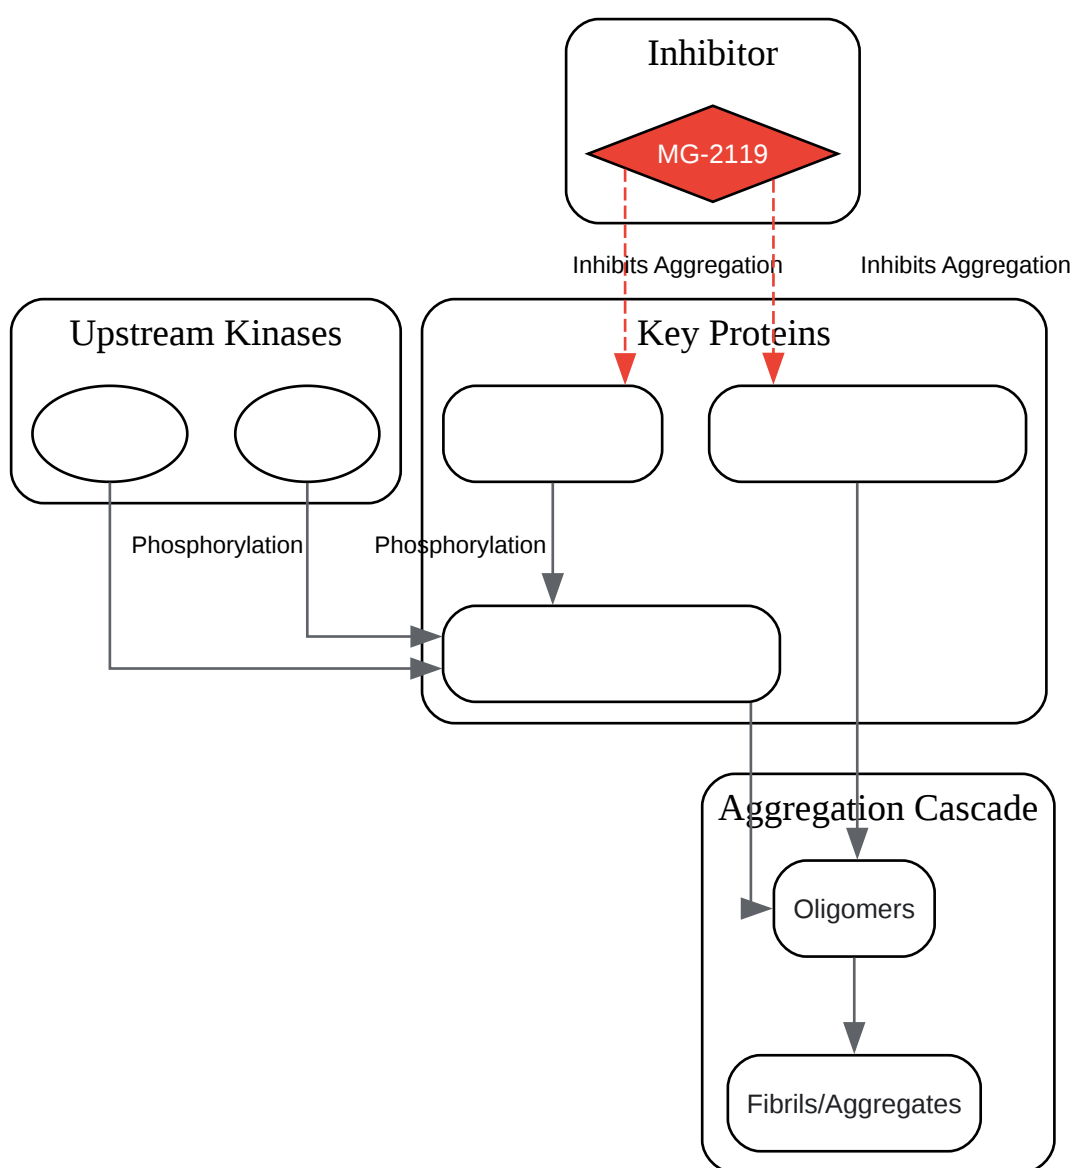 Inhibitor
MG-2119
Inhibits Aggregation
Inhibits Aggregation
Upstream Kinases
Key Proteins
Phosphorylation
Phosphorylation
Aggregation Cascade
Oligomers
Fibrils/Aggregates